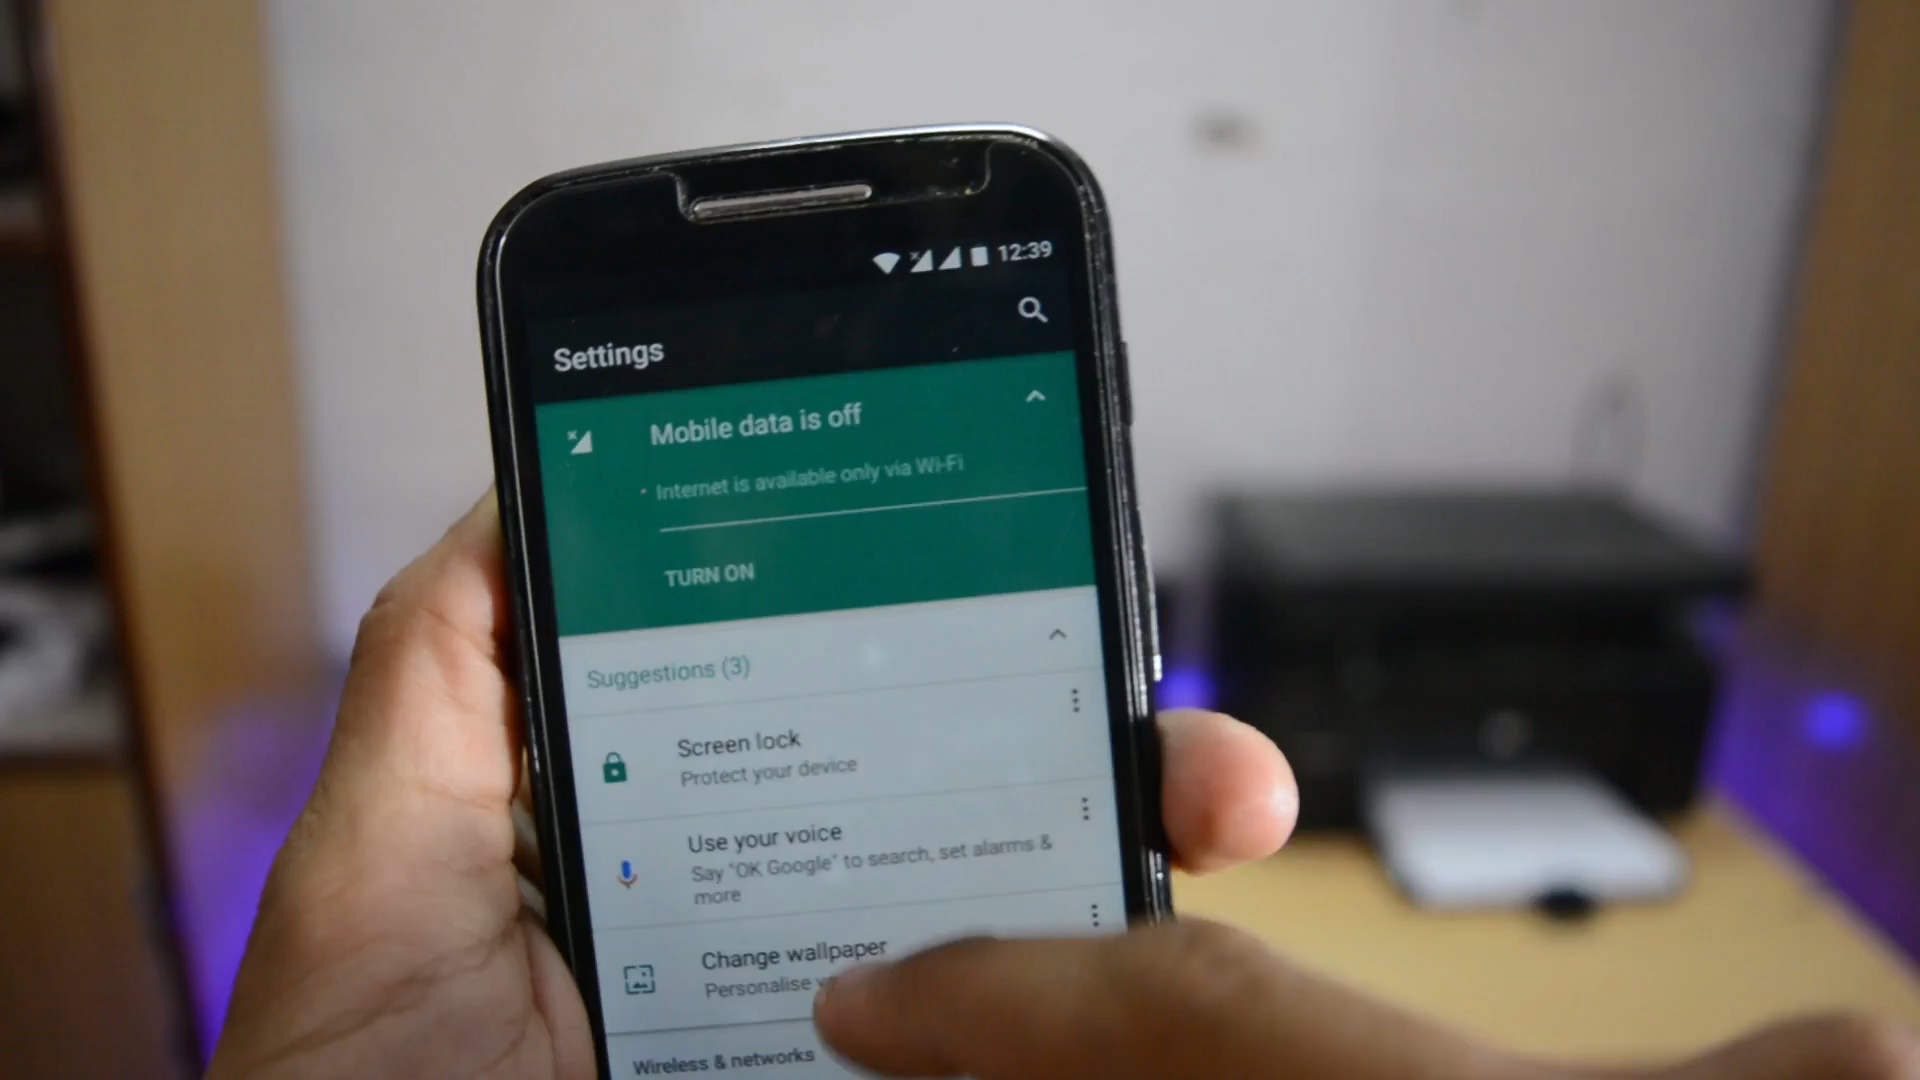 12:39
Settings
Mobile data is off
Internet is available only via Wi-Fi
TURN ON
Suggestions (3)
Screen lock
Protect your device
Use your voice
Say "OK Google" to search, set alarms &
more
Change wallpaper
Personalise
Wireless & networks